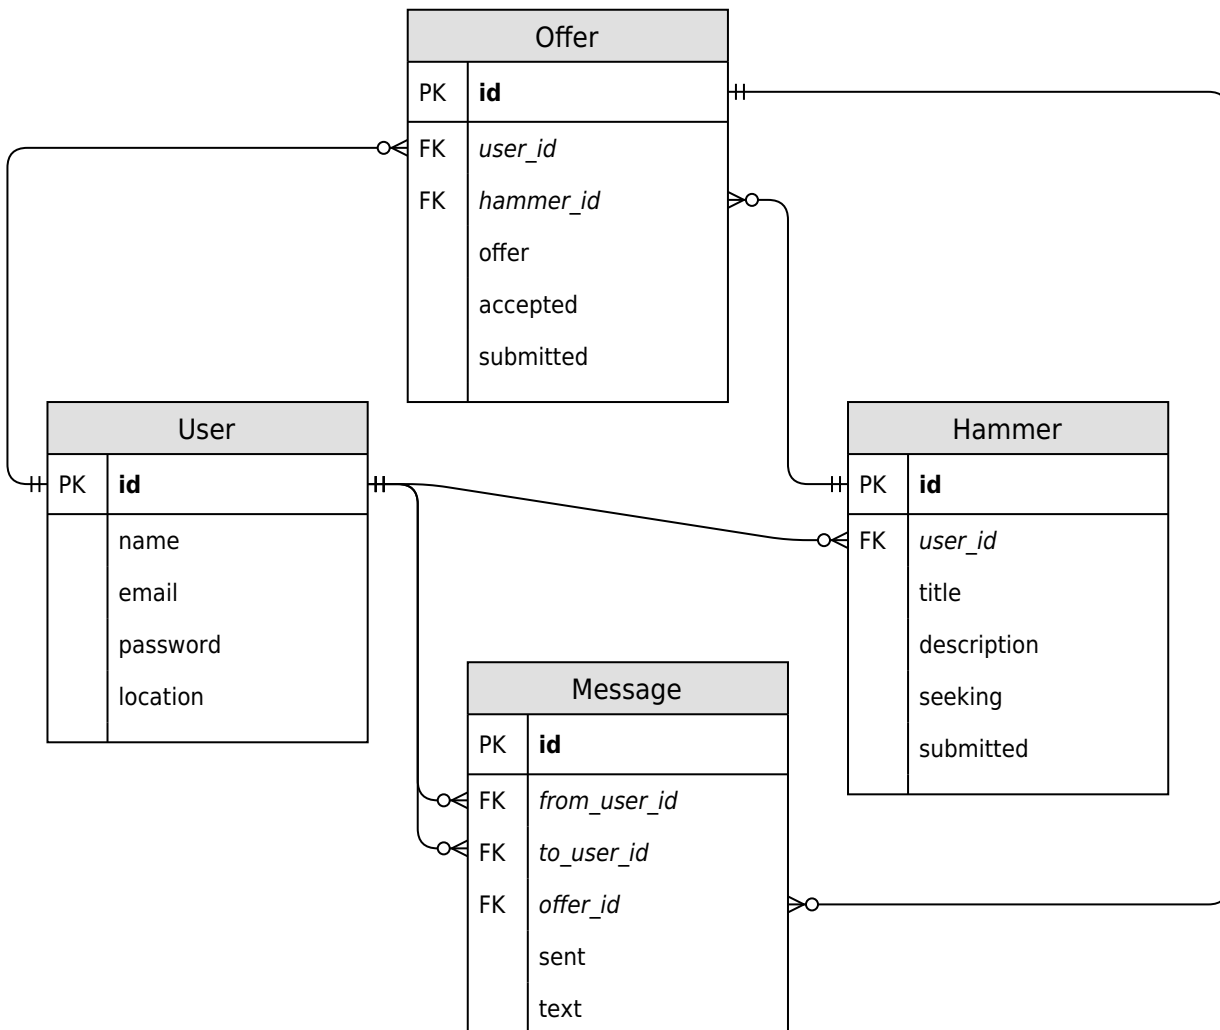 Offer
PK id
FK user_id
FK hammer_id
offer
accepted
submitted
User
PK id
name
email
password
location
Hammer
PK id
FK user_id
title
description
seeking
submitted
Message
PK id
FK from_user_id
FK to_user_id
FK offer_id
sent
text